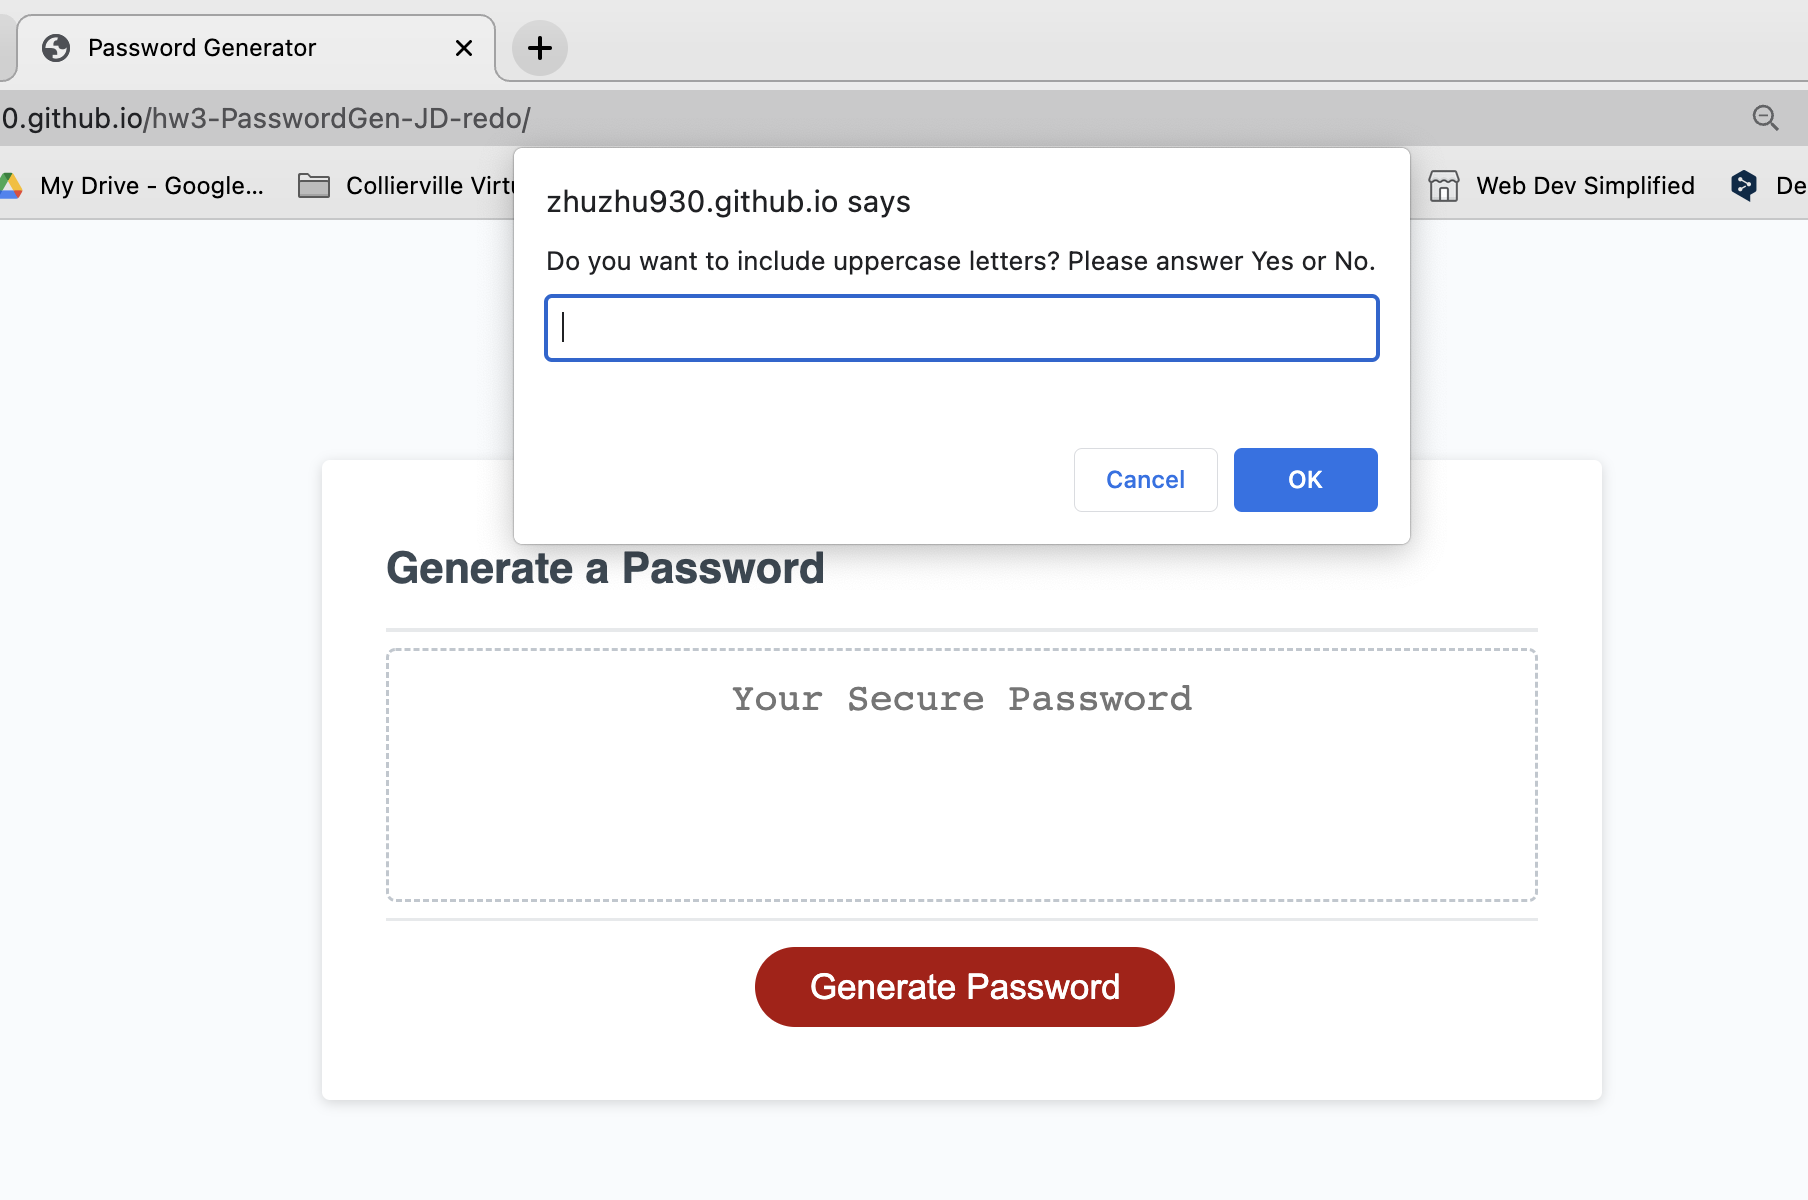 Password Generator
0.github.io/hw3-PasswordGen-JD-redo/
My Drive - Google...
Collierville Virtu
Web Dev Simplified
De
zhuzhu930.github.io says
Do you want to include uppercase letters? Please answer Yes or No.
Cancel
OK
Generate a Password
Your Secure Password
Generate Password